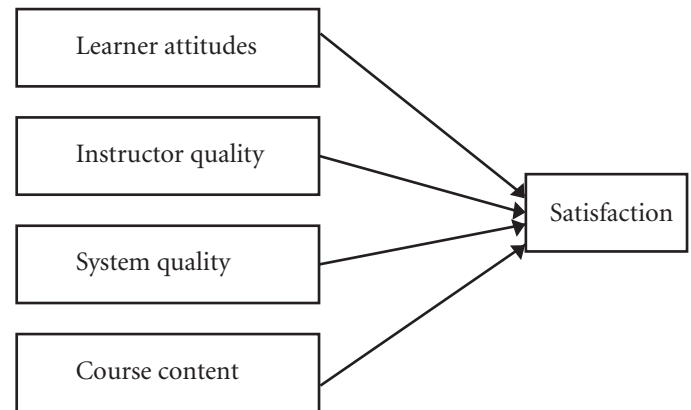 Learner attitudes
Instructor quality
System quality
Course content
Satisfaction